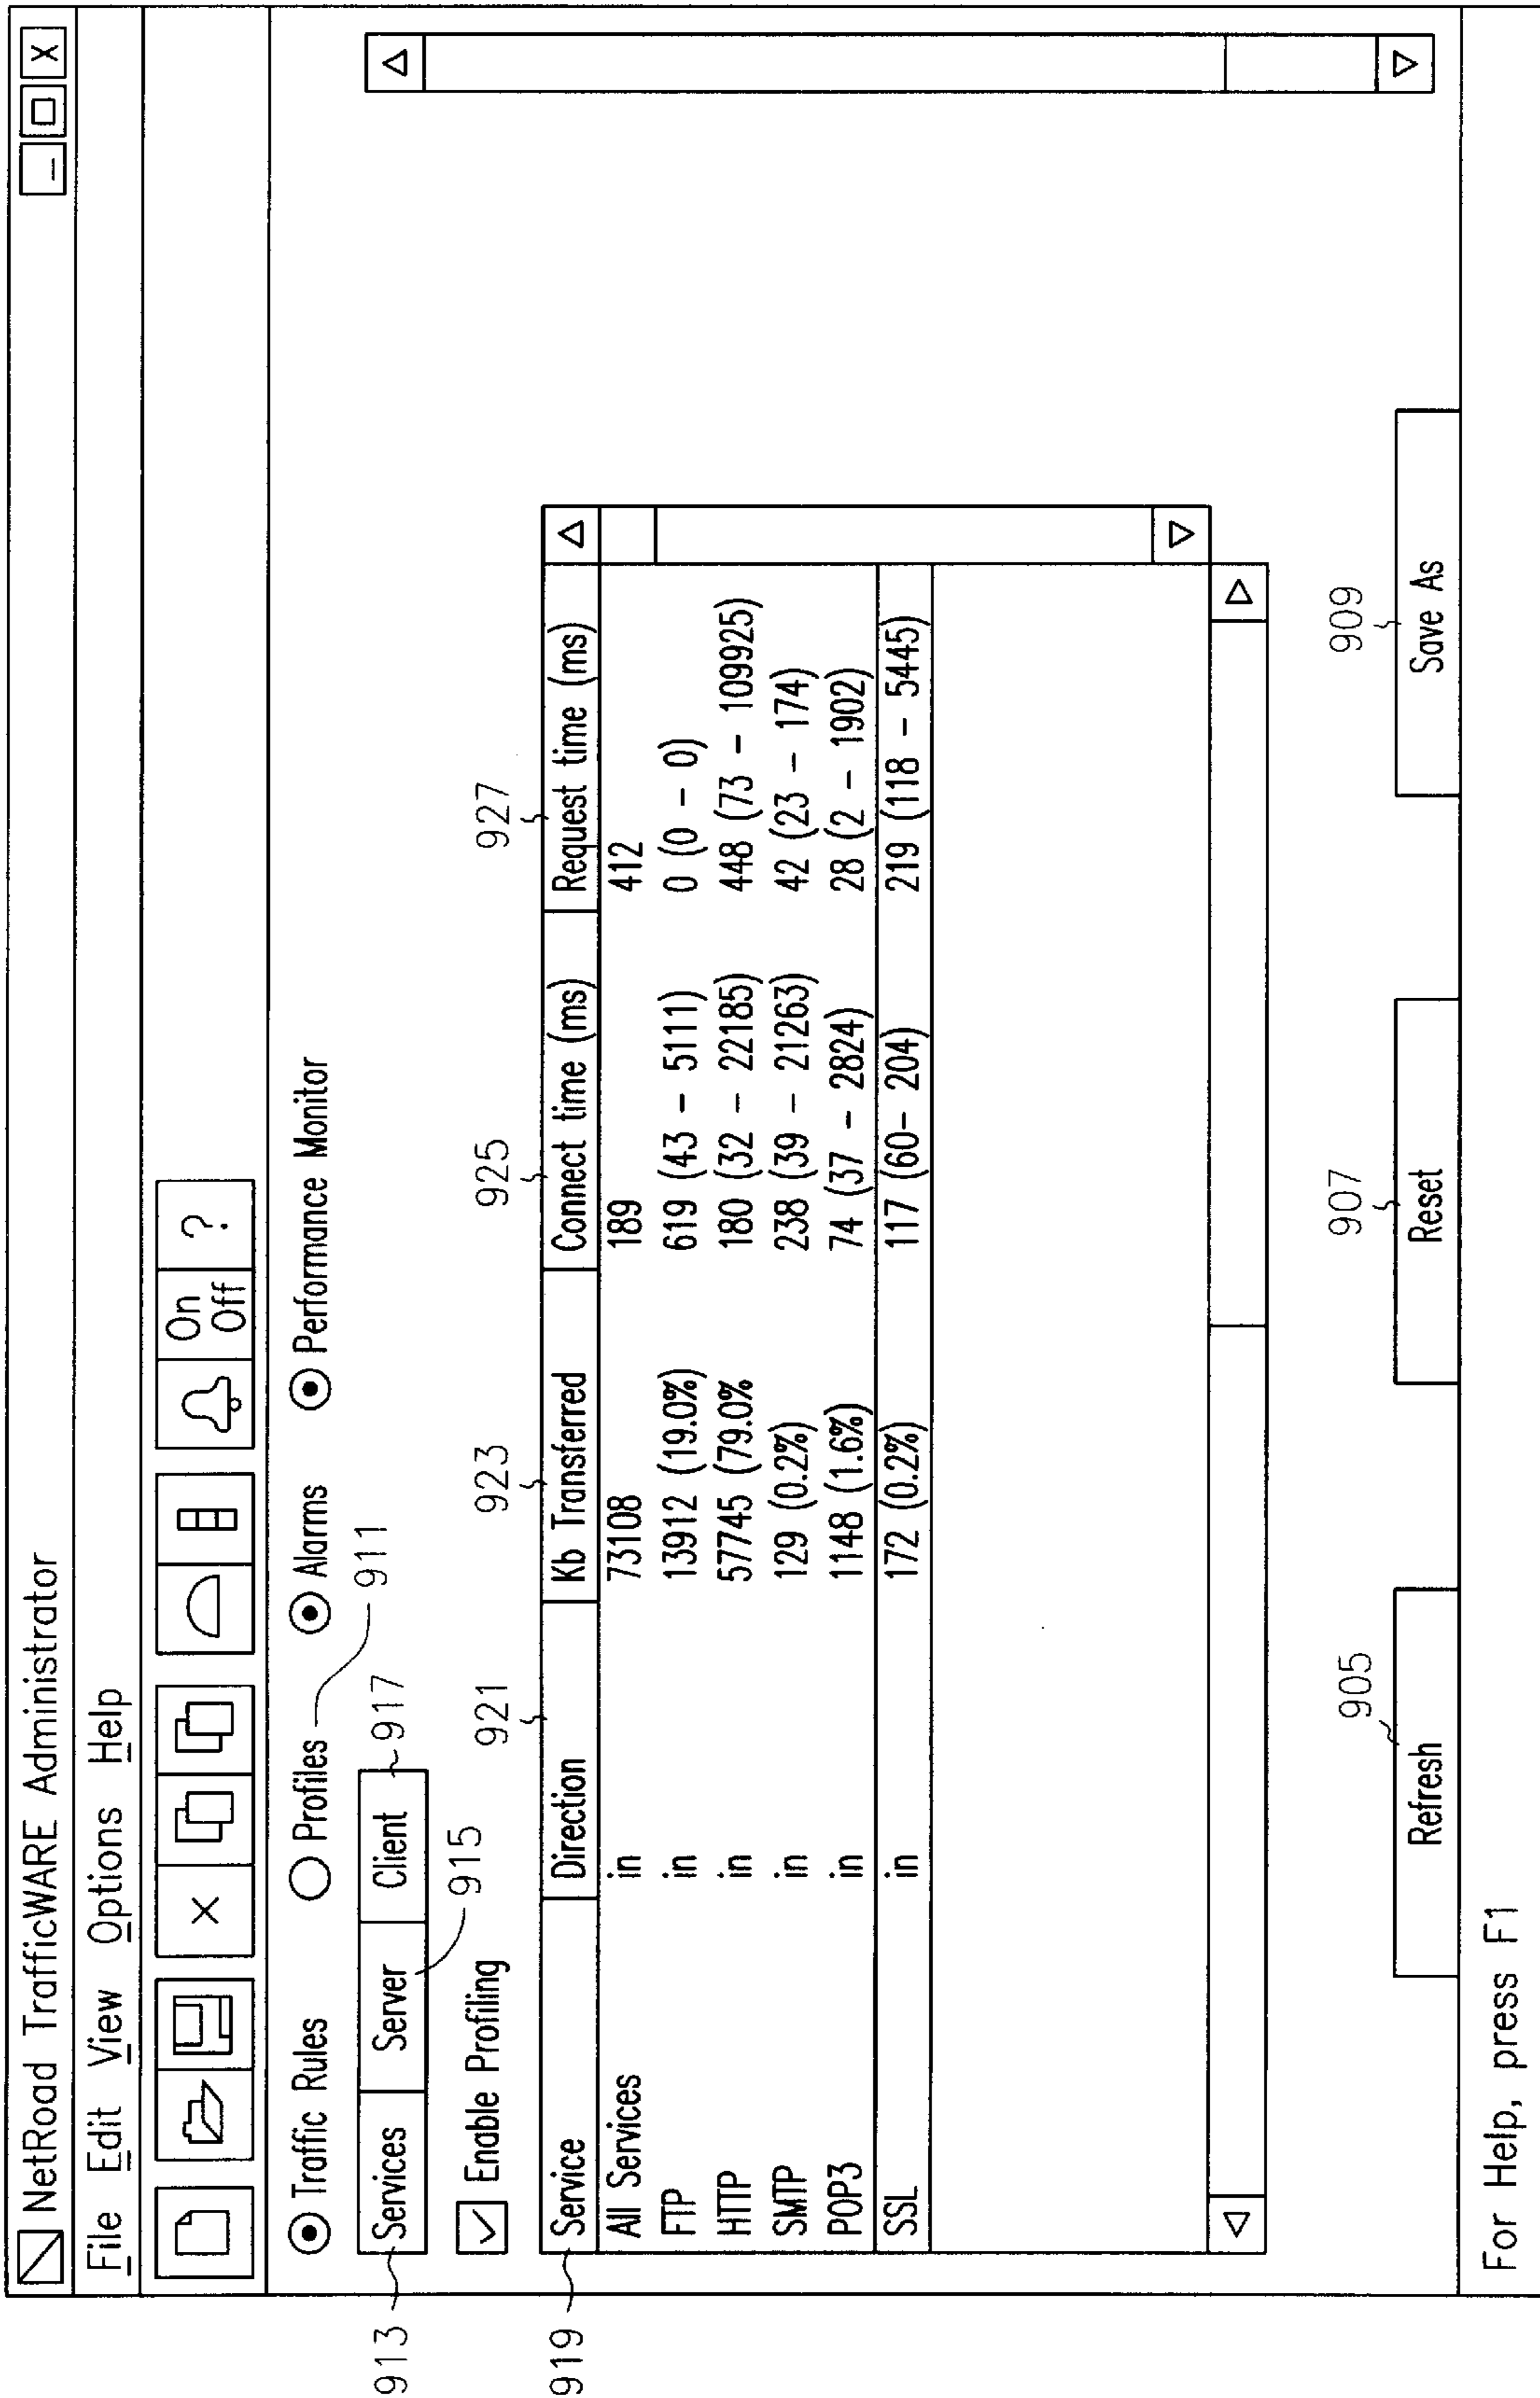 NetRoad TrafficWARE Administrator
_ X
File Edit View Options Help
X On Off ?
Traffic Rules Profiles Alarms Performance Monitor
911
913 Services Server Client 917
915
Enable Profiling
921 923 925 927
919 Service Direction Kb Transferred Connect time (ms) Request time (ms)
All Services in 73108 189 412
FTP in 13912 (19.0%) 619 (43 - 5111) 0 (0 - 0)
HTTP in 57745 (79.0% 180 (32 - 22185) 448 (73 - 109925)
SMTP in 129 (0.2%) 238 (39 - 21263) 42 (23 - 174)
POP3 in 1148 (1.6%) 74 (37 - 2824) 28 (2 - 1902)
SSL in 172 (0.2%) 117 (60- 204) 219 (118 - 5445)
905 907 909
Refresh Reset Save As
For Help, press F1